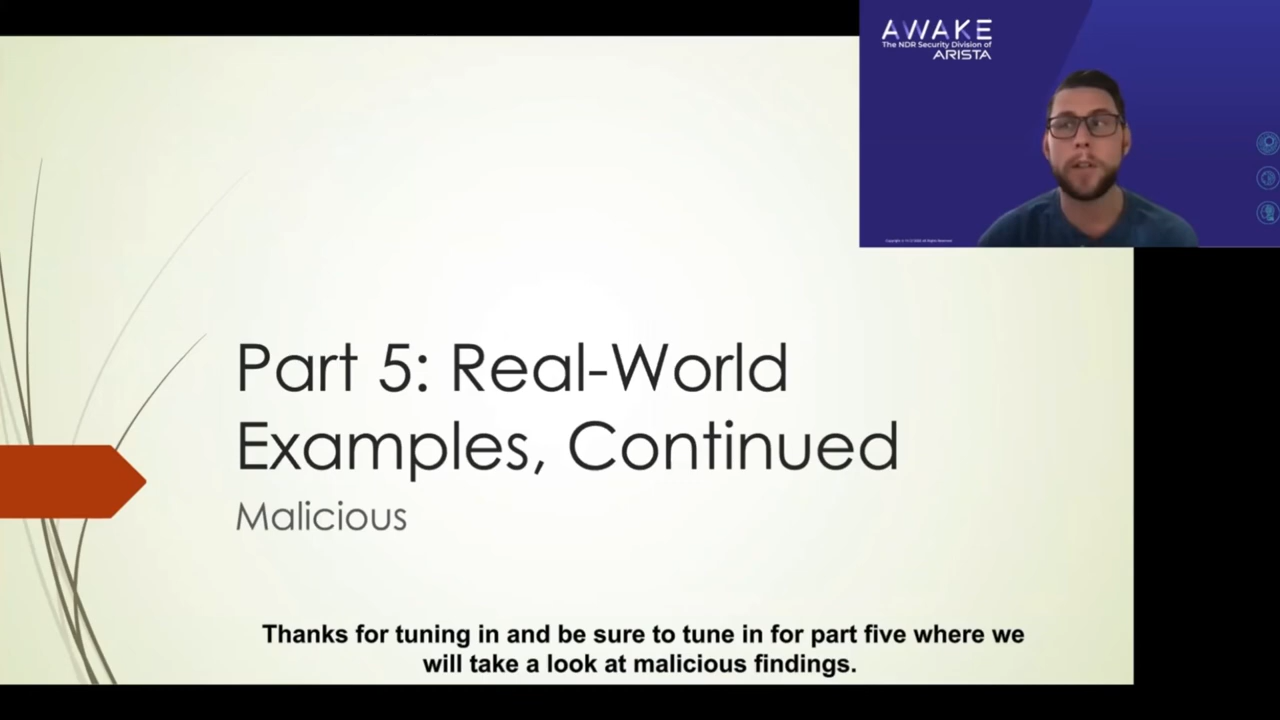 AWAKE
The NDR Security Division of
ARISTA
Part 5: Real-World
Examples, Continued
Malicious
Thanks for tuning in and be sure to tune in for part five where we
will take a look at malicious findings.